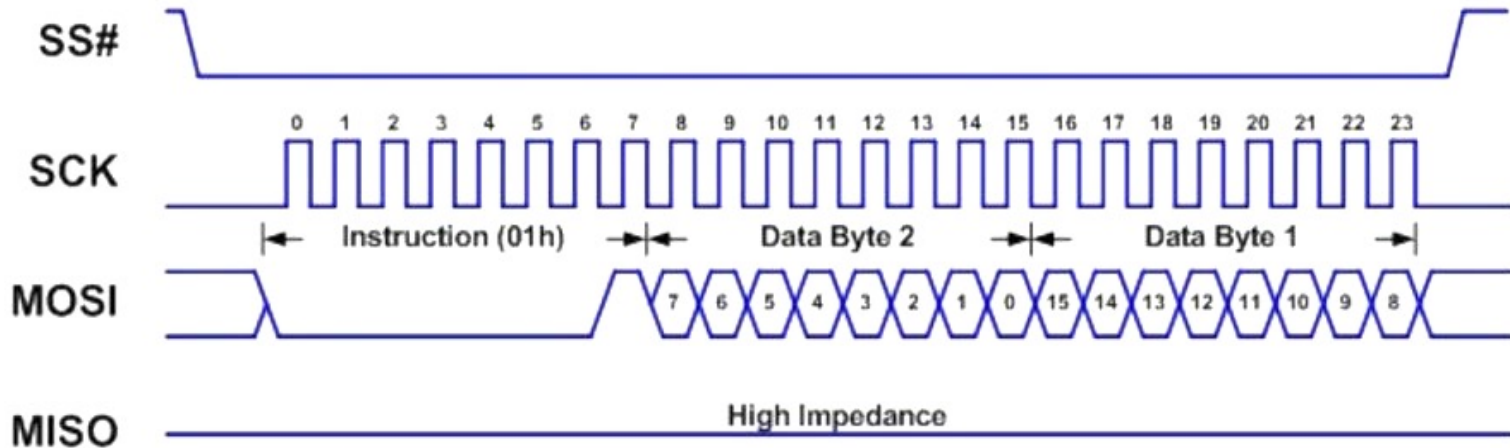 SS#
0 1 2 3 4 5 6 7 8 9 10 11 12 13 14 15 16 17 18 19 20 21 22 23
SCK
Instruction (01h) Data Byte 2 Data Byte 1
MOSI 7 6 5 4 3 2 1 0 15 14 13 12 11 10 9 8
High Impedance
MISO